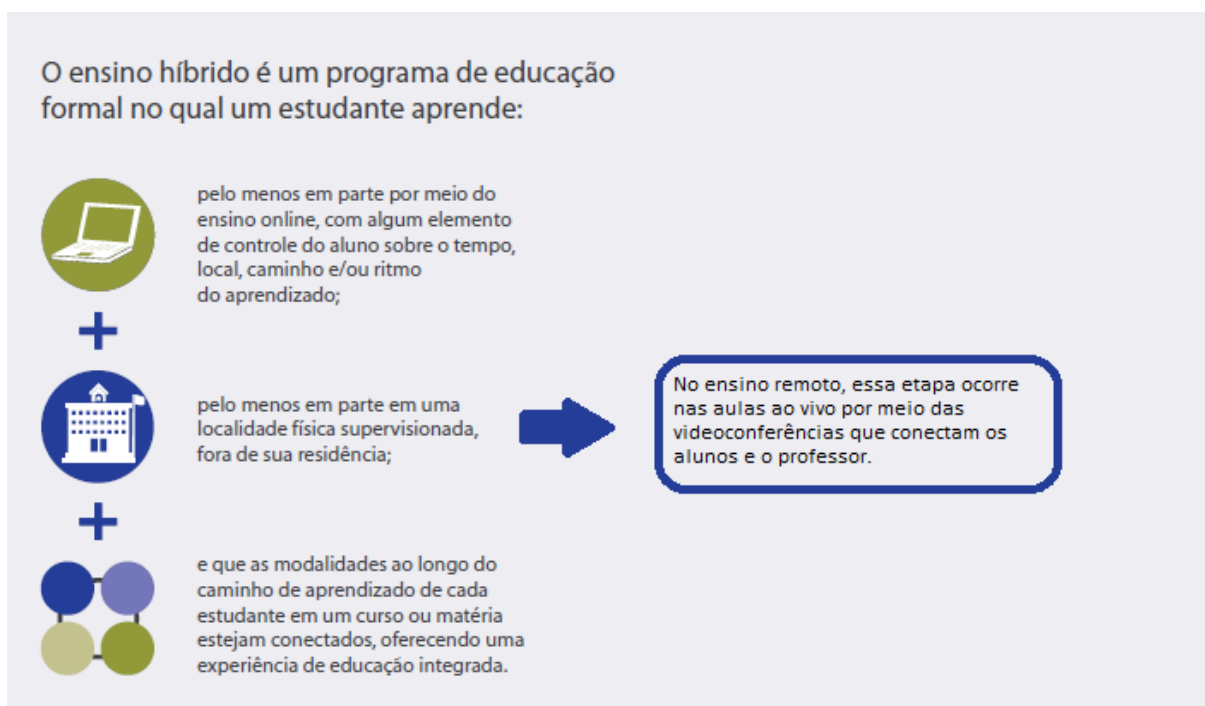 O ensino híbrido é um programa de educação
formal no qual um estudante aprende:
pelo menos em parte por meio do
ensino online, com algum elemento
de controle do aluno sobre o tempo,
local, caminho e/ou ritmo
do aprendizado;
pelo menos em parte em uma
localidade física supervisionada,
fora de sua residência;
No ensino remoto, essa etapa ocorre
nas aulas ao vivo por meio das
videoconferências que conectam os
alunos e o professor.
e que as modalidades ao longo do
caminho de aprendizado de cada
estudante em um curso ou matéria
estejam conectados, oferecendo uma
experiência de educação integrada.